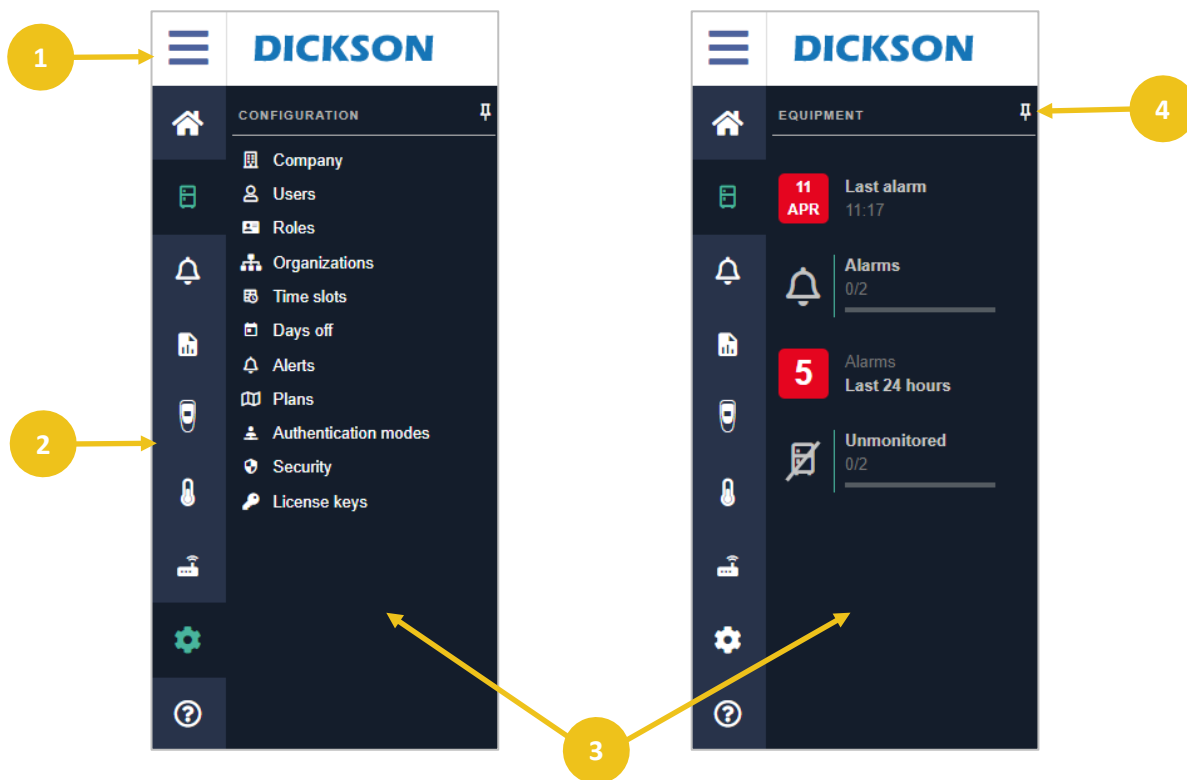 1
DICKSON
CONFIGURATION
Company
Users
Roles
Organizations
Time slots
Days off
Alerts
Plans
Authentication modes
Security
License keys
2
3
DICKSON
EQUIPMENT
4
11
APR
Last alarm
11:17
Alarms
0/2
5
Alarms
Last 24 hours
Unmonitored
0/2